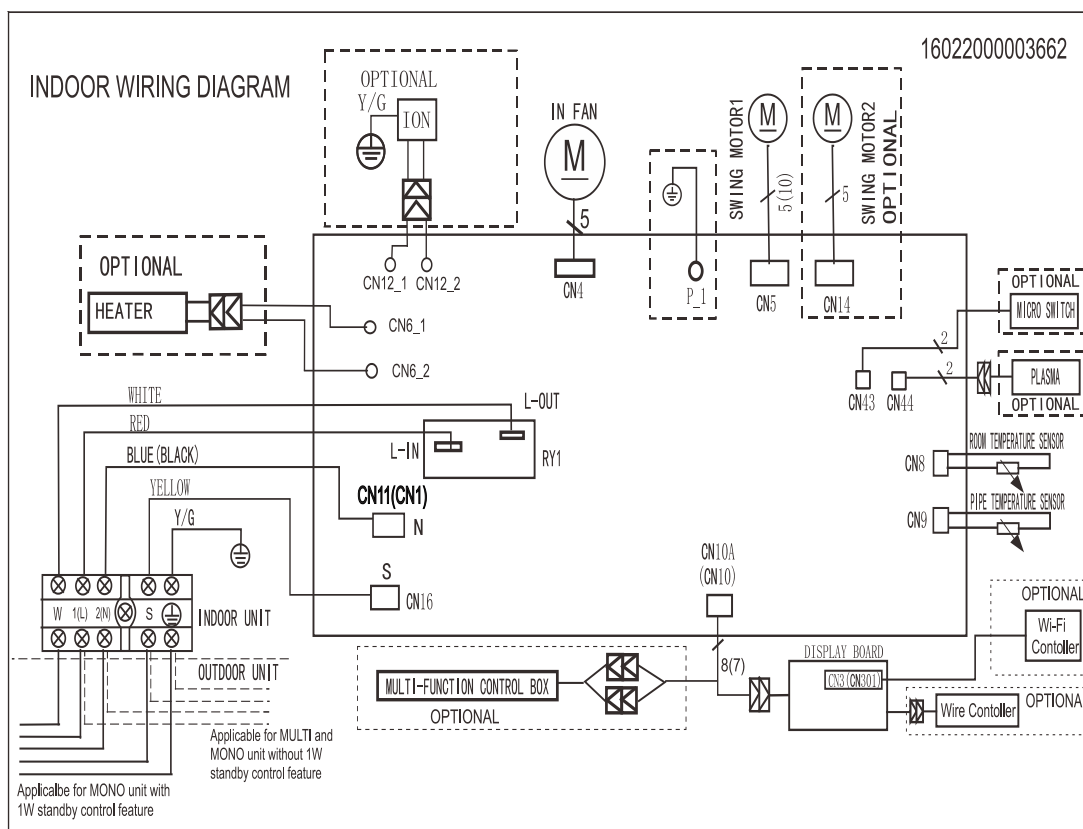 16022000003662
INDOOR WIRING DIAGRAM
OPTIONAL
Y/G
ION
IN FAN
M
5
SWING MOTOR1
M
5(10)
M
5
SWING MOTOR2
OPTIONAL
CN12_1 CN12_2
CN4
P_1
CN5
CN14
OPTIONAL
HEATER
CN6_1
CN6_2
OPTIONAL
MICRO SWITCH
2
2
PLASMA
OPTIONAL
CN43 CN44
WHITE
RED
BLUE(BLACK)
YELLOW
Y/G
L-OUT
L-IN
RY1
CN11(CN1)
N
S
CN16
CN8
ROOM TEMPERATURE SENSOR
CN9
PIPE TEMPERATURE SENSOR
CN10A
(CN10)
8(7)
W 1(L) 2(N) S
INDOOR UNIT
OUTDOOR UNIT
MULTI-FUNCTION CONTROL BOX
OPTIONAL
DISPLAY BOARD
CN3(CN301)
OPTIONAL
Wi-Fi
Contoller
Wire Contoller
OPTIONA
Applicable for MULTI and
MONO unit without 1W
standby control feature
Applicalbe for MONO unit with
1W standby control feature